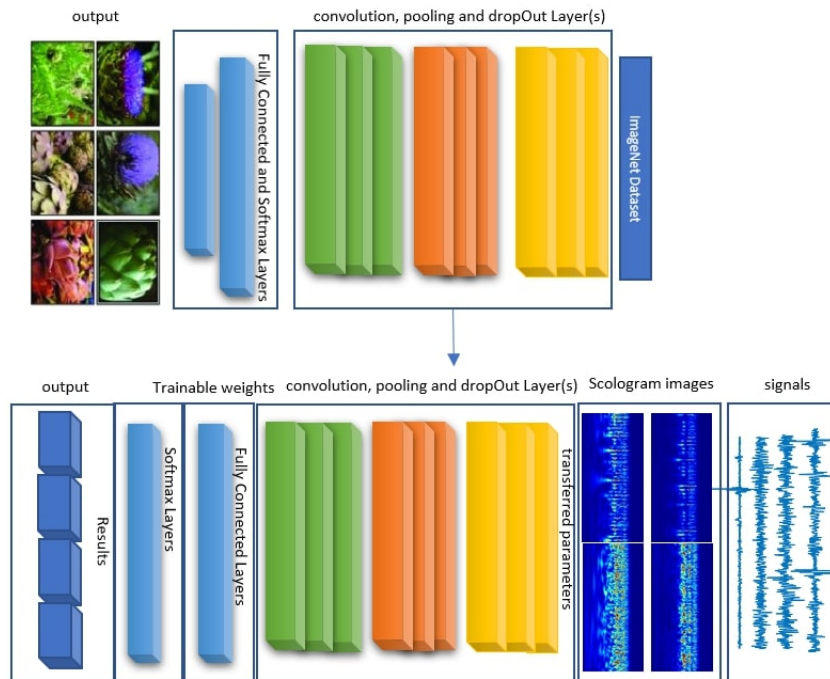 output
convolution, pooling and dropOut Layer(s)
Fully Connected and Softmax Layers
ImageNet Dataset
output
Trainable weights
convolution, pooling and dropOut Layer(s)
Scologram images
signals
Results
Softmax Layers
Fully Connected Layers
transferred parameters